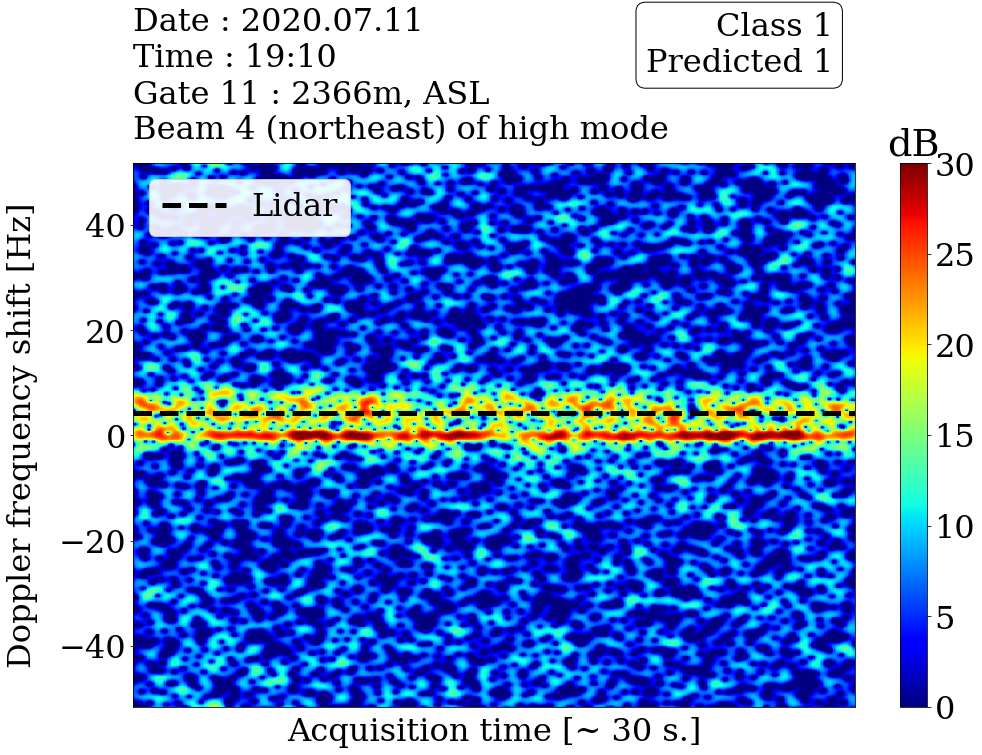 Date : 2020.07.11
Time : 19:10
Gate 11 : 2366m, ASL
Beam 4 (northeast) of high mode
Class 1
Predicted 1
dB
Lidar
Doppler frequency shift [Hz]
40
20
0
−20
−40
Acquisition time [~ 30 s.]
30
25
20
15
10
5
0